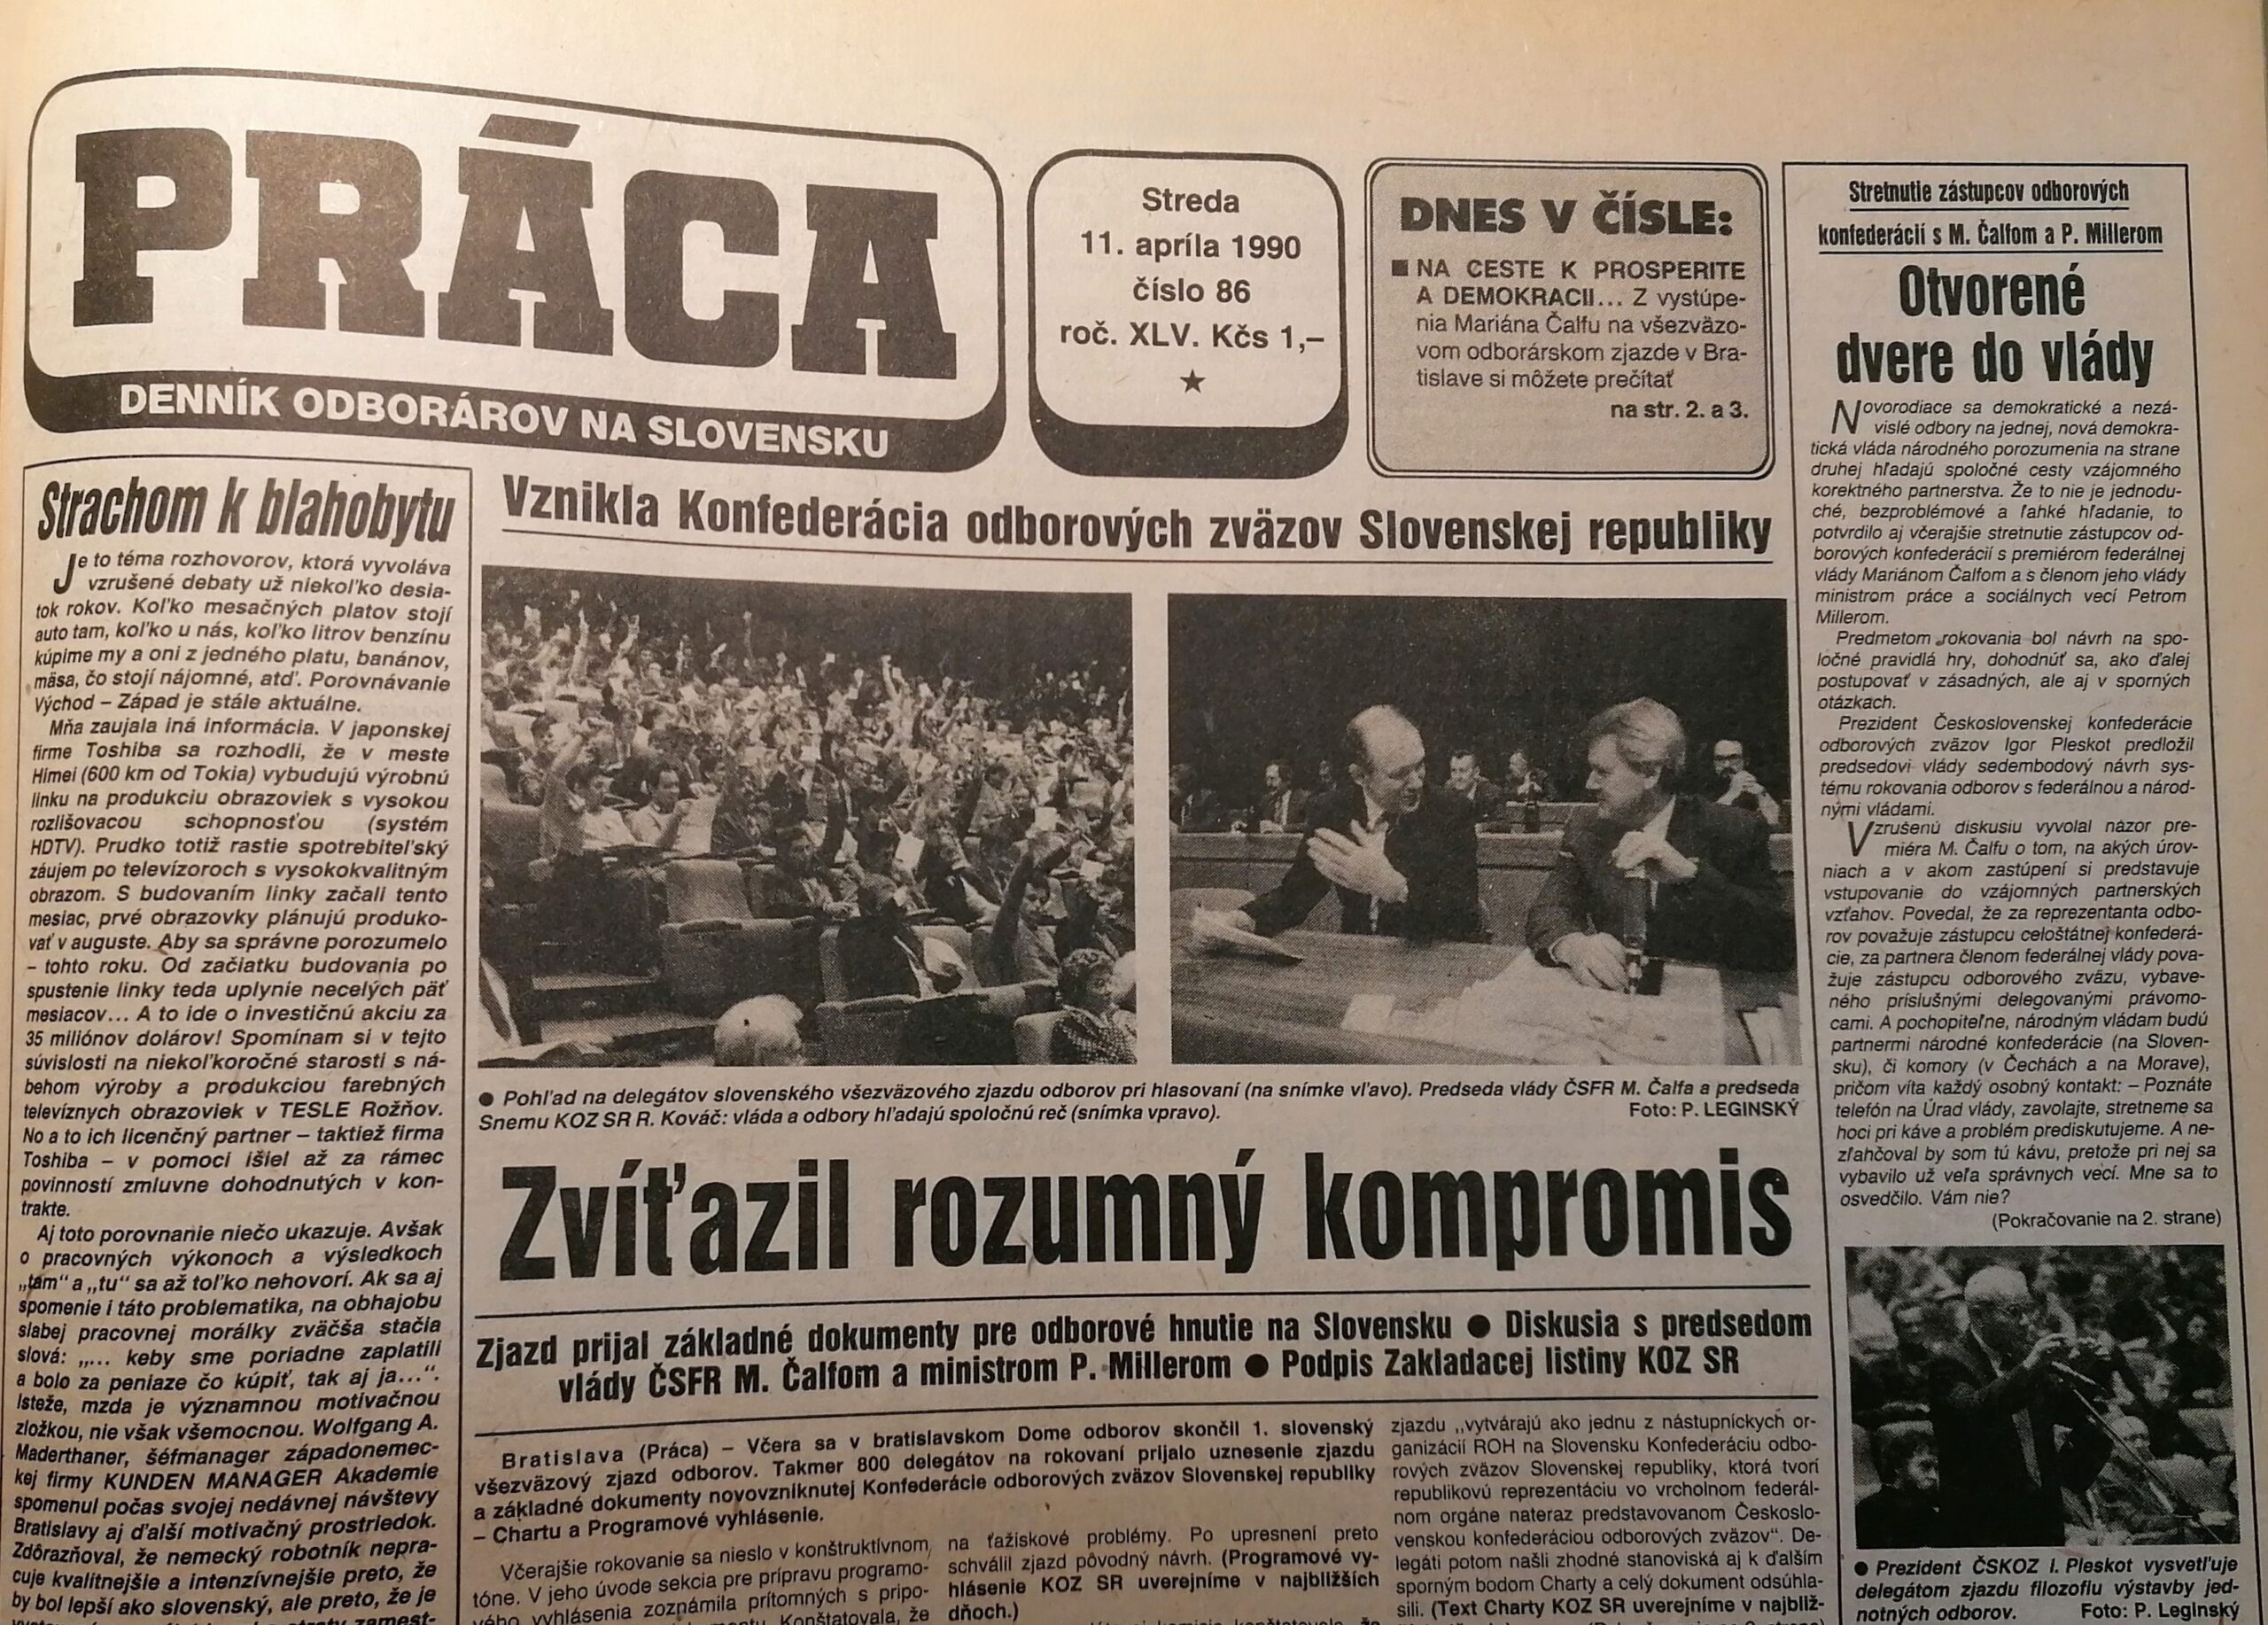 PRÁCA
DENNÍK ODBORÁROV NA SLOVENSKU
Streda
11. apríla 1990
číslo 86
roč. XLV. Kčs 1,–
★
DNES V ČÍSLE:
■ NA CESTE K PROSPERITE
A DEMOKRACII... Z vystúpe-
nia Mariána Čalfu na všezväzo-
vom odborárskom zjazde v Bra-
tislave si môžete prečítať
na str. 2. a 3.
Strachom k blahobytu
Je to téma rozhovorov, ktorá vyvoláva
vzrušené debaty už niekoľko desia-
tok rokov. Koľko mesačných platov stojí
auto tam, koľko u nás, koľko litrov benzínu
kúpime my a oni z jedného platu, banánov,
mäsa, čo stojí nájomné, atď. Porovnávanie
Východ – Západ je stále aktuálne.
Mňa zaujala iná informácia. V japonskej
firme Toshiba sa rozhodli, že v meste
Himei (600 km od Tokia) vybudujú výrobnú
linku na produkciu obrazoviek s vysokou
rozlišovacou schopnosťou (systém
HDTV). Prudko totiž rastie spotrebiteľský
záujem po televízoroch s vysokokvalitným
obrazom. S budovaním linky začali tento
mesiac, prvé obrazovky plánujú produko-
vať v auguste. Aby sa správne porozumelo
– tohto roku. Od začiatku budovania po
spustenie linky teda uplynie necelých päť
mesiacov... A to ide o investičnú akciu za
35 miliónov dolárov! Spomínam si v tejto
súvislosti na niekoľkoročné starosti s ná-
behom výroby a produkciou farebných
televíznych obrazoviek v TESLE Rožňov.
No a to ich licenčný partner – taktiež firma
Toshiba – v pomoci išiel až za rámec
povinností zmluvne dohodnutých v kon-
trakte.
Aj toto porovnanie niečo ukazuje. Avšak
o pracovných výkonoch a výsledkoch
„tam“ a „tu“ sa až toľko nehovorí. Ak sa aj
spomenie i táto problematika, na obhajobu
slabej pracovnej morálky zväčša stačia
slová: „... keby sme poriadne zaplatili
a bolo za peniaze čo kúpiť, tak aj ja...“.
Isteže, mzda je významnou motivačnou
zložkou, nie však všemocnou. Wolfgang A.
Maderthaner, šéfmanager západonemec-
kej firmy KUNDEN MANAGER Akademie
spomenul počas svojej nedávnej návštevy
Bratislavy aj ďalší motivačný prostriedok.
Zdôrazňoval, že nemecký robotník nepra-
cuje kvalitnejšie a intenzívnejšie preto, že
by bol lepší ako slovenský, ale preto, že je
zamest-
Vznikla Konfederácia odborových zväzov Slovenskej republiky
● Pohľad na delegátov slovenského všezväzového zjazdu odborov pri hlasovaní (na snímke vľavo). Predseda vlády ČSFR M. Čalfa a predseda
Snemu KOZ SR R. Kováč: vláda a odbory hľadajú spoločnú reč (snímka vpravo).
Foto: P. LEGINSKÝ
Zvíťazil rozumný kompromis
Zjazd prijal základné dokumenty pre odborové hnutie na Slovensku ● Diskusia s predsedom
vlády ČSFR M. Čalfom a ministrom P. Millerom ● Podpis Zakladacej listiny KOZ SR
Bratislava (Práca) – Včera sa v bratislavskom Dome odborov skončil 1. slovenský
všezväzový zjazd odborov. Takmer 800 delegátov na rokovaní prijalo uznesenie zjazdu
a základné dokumenty novovzniknutej Konfederácie odborových zväzov Slovenskej republiky
– Chartu a Programové vyhlásenie.
Včerajšie rokovanie sa nieslo v konštruktívnom
tóne. V jeho úvode sekcia pre prípravu programo-
vého vyhlásenia zoznámila prítomných s pripo-
Konštatovala, že
na ťažiskové problémy. Po upresnení preto
schválil zjazd pôvodný návrh. (Programové vy-
hlásenie KOZ SR uverejníme v najbližších
dňoch.)
zjazdu „vytvárajú ako jednu z nástupníckych or-
ganizácií ROH na Slovensku Konfederáciu odbo-
rových zväzov Slovenskej republiky, ktorá tvorí
republikovú reprezentáciu vo vrcholnom federál-
nom orgáne nateraz predstavovanom Českoslo-
venskou konfederáciou odborových zväzov“. De-
legáti potom našli zhodné stanoviská aj k ďalším
sporným bodom Charty a celý dokument odsúhla-
sili. (Text Charty KOZ SR uverejníme v najbliž-
Stretnutie zástupcov odborových
konfederácií s M. Čalfom a P. Millerom
Otvorené
dvere do vlády
Novorodiace sa demokratické a nezá-
vislé odbory na jednej, nová demokra-
tická vláda národného porozumenia na strane
druhej hľadajú spoločné cesty vzájomného
korektného partnerstva. Že to nie je jednodu-
ché, bezproblémové a ľahké hľadanie, to
potvrdilo aj včerajšie stretnutie zástupcov od-
borových konfederácií s premiérom federálnej
vlády Mariánom Čalfom a s členom jeho vlády
ministrom práce a sociálnych vecí Petrom
Millerom.
Predmetom rokovania bol návrh na spo-
ločné pravidlá hry, dohodnúť sa, ako ďalej
postupovať v zásadných, ale aj v sporných
otázkach.
Prezident Československej konfederácie
odborových zväzov Igor Pleskot predložil
predsedovi vlády sedembodový návrh sys-
tému rokovania odborov s federálnou a národ-
nými vládami.
Vzrušenú diskusiu vyvolal názor pre-
miéra M. Čalfu o tom, na akých úrov-
niach a v akom zastúpení si predstavuje
vstupovanie do vzájomných partnerských
vzťahov. Povedal, že za reprezentanta odbo-
rov považuje zástupcu celoštátnej konfederá-
cie, za partnera členom federálnej vlády pova-
žuje zástupcu odborového zväzu, vybave-
ného príslušnými delegovanými právomo-
cami. A pochopiteľne, národným vládam budú
partnermi národné konfederácie (na Sloven-
sku), či komory (v Čechách a na Morave),
pričom víta každý osobný kontakt: – Poznáte
telefón na Úrad vlády, zavolajte, stretneme sa
hoci pri káve a problém prediskutujeme. A ne-
zľahčoval by som tú kávu, pretože pri nej sa
vybavilo už veľa správnych vecí. Mne sa to
osvedčilo. Vám nie?
(Pokračovanie na 2. strane)
● Prezident ČSKOZ I. Pleskot vysvetľuje
delegátom zjazdu filozofiu výstavby jed-
notných odborov. Foto: P. Leginský